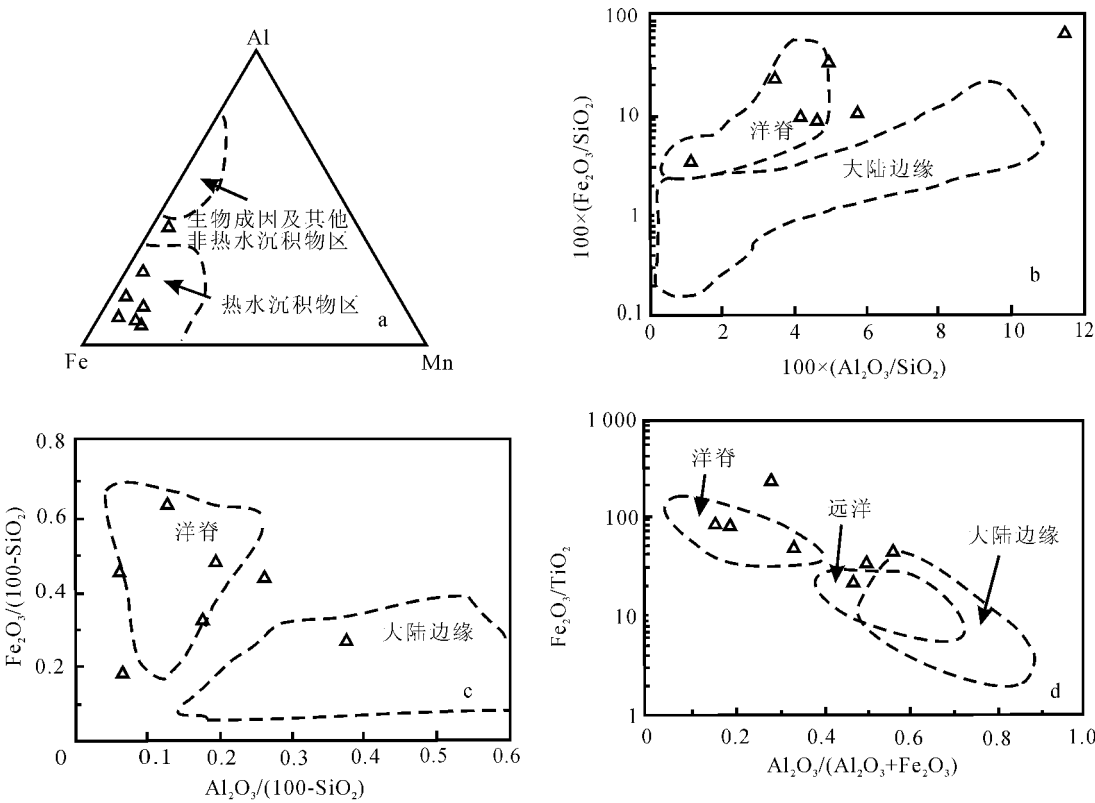 Al
生物成因及其他
非热水沉积物区
热水沉积物区
a
Fe
Mn
100
10
1
0.1
100×(Fe₂O₃/SiO₂)
洋脊
大陆边缘
b
0 2 4 6 8 10 12
100×(Al₂O₃/SiO₂)
0.8
0.6
0.4
0.2
Fe₂O₃/(100-SiO₂)
洋脊
大陆边缘
c
0 0.1 0.2 0.3 0.4 0.5 0.6
Al₂O₃/(100-SiO₂)
1 000
100
10
1
Fe₂O₃/TiO₂
洋脊
远洋
大陆边缘
d
0 0.2 0.4 0.6 0.8 1.0
Al₂O₃/(Al₂O₃+Fe₂O₃)